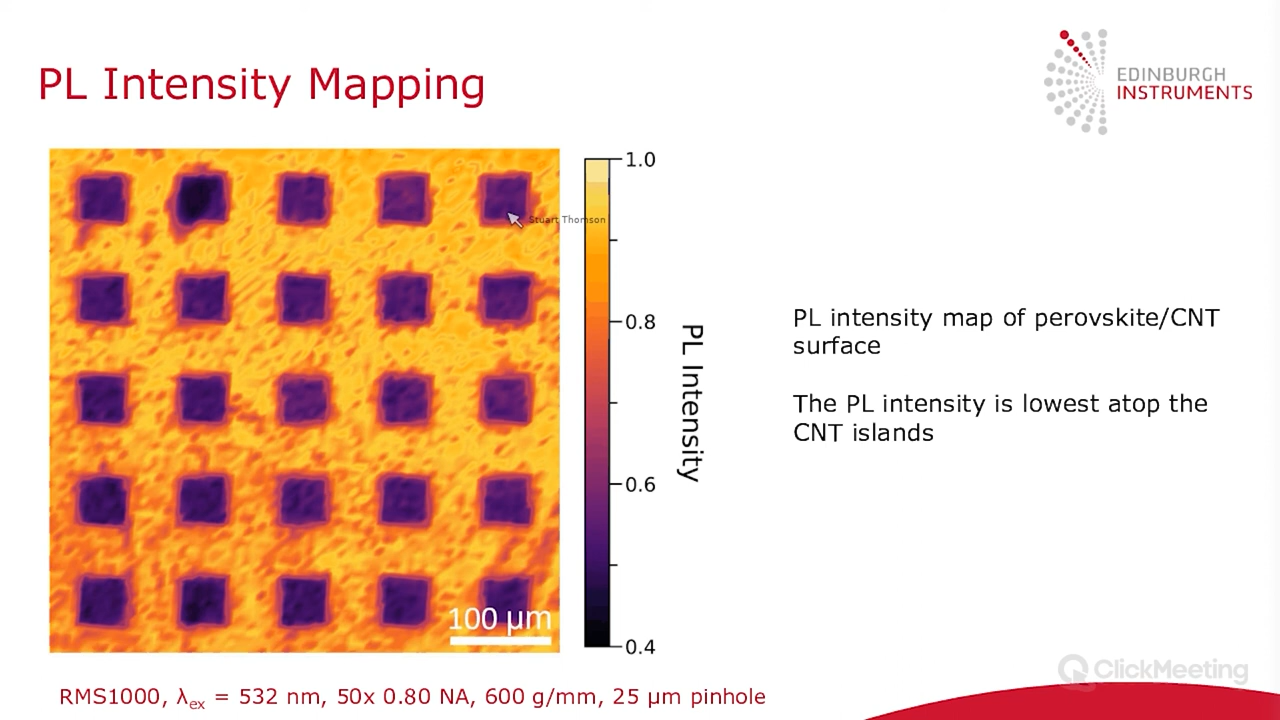 PL Intensity Mapping
EDINBURGH
INSTRUMENTS
Stuart Thomson
1.0
0.8
0.6
0.4
PL Intensity
100 μm
PL intensity map of perovskite/CNT
surface
The PL intensity is lowest atop the
CNT islands
RMS1000, λex = 532 nm, 50x 0.80 NA, 600 g/mm, 25 μm pinhole
ClickMeeting